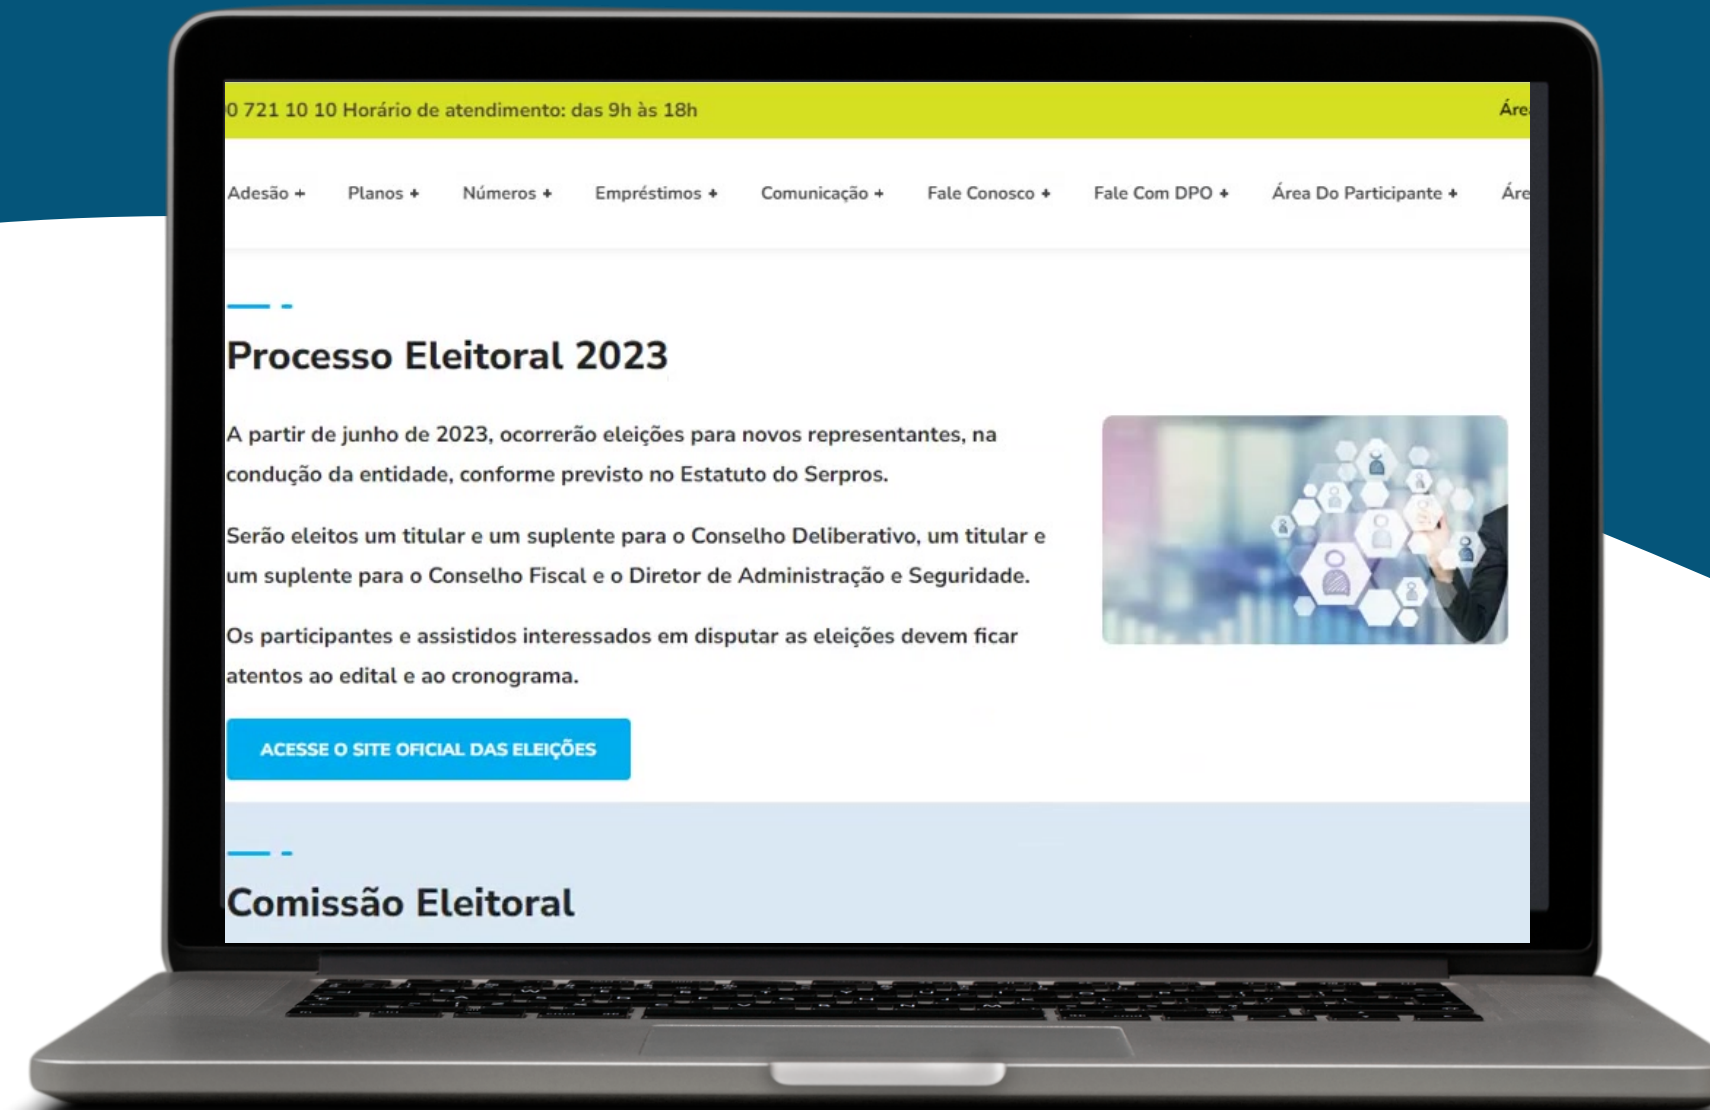 0 721 10 10 Horário de atendimento: das 9h às 18h
Adesão + Planos + Números + Empréstimos + Comunicação + Fale Conosco + Fale Com DPO + Área Do Participante +
Processo Eleitoral 2023
A partir de junho de 2023, ocorrerão eleições para novos representantes, na
condução da entidade, conforme previsto no Estatuto do Serpros.
Serão eleitos um titular e um suplente para o Conselho Deliberativo, um titular e
um suplente para o Conselho Fiscal e o Diretor de Administração e Seguridade.
Os participantes e assistidos interessados em disputar as eleições devem ficar
atentos ao edital e ao cronograma.
ACESSE O SITE OFICIAL DAS ELEIÇÕES
Comissão Eleitoral